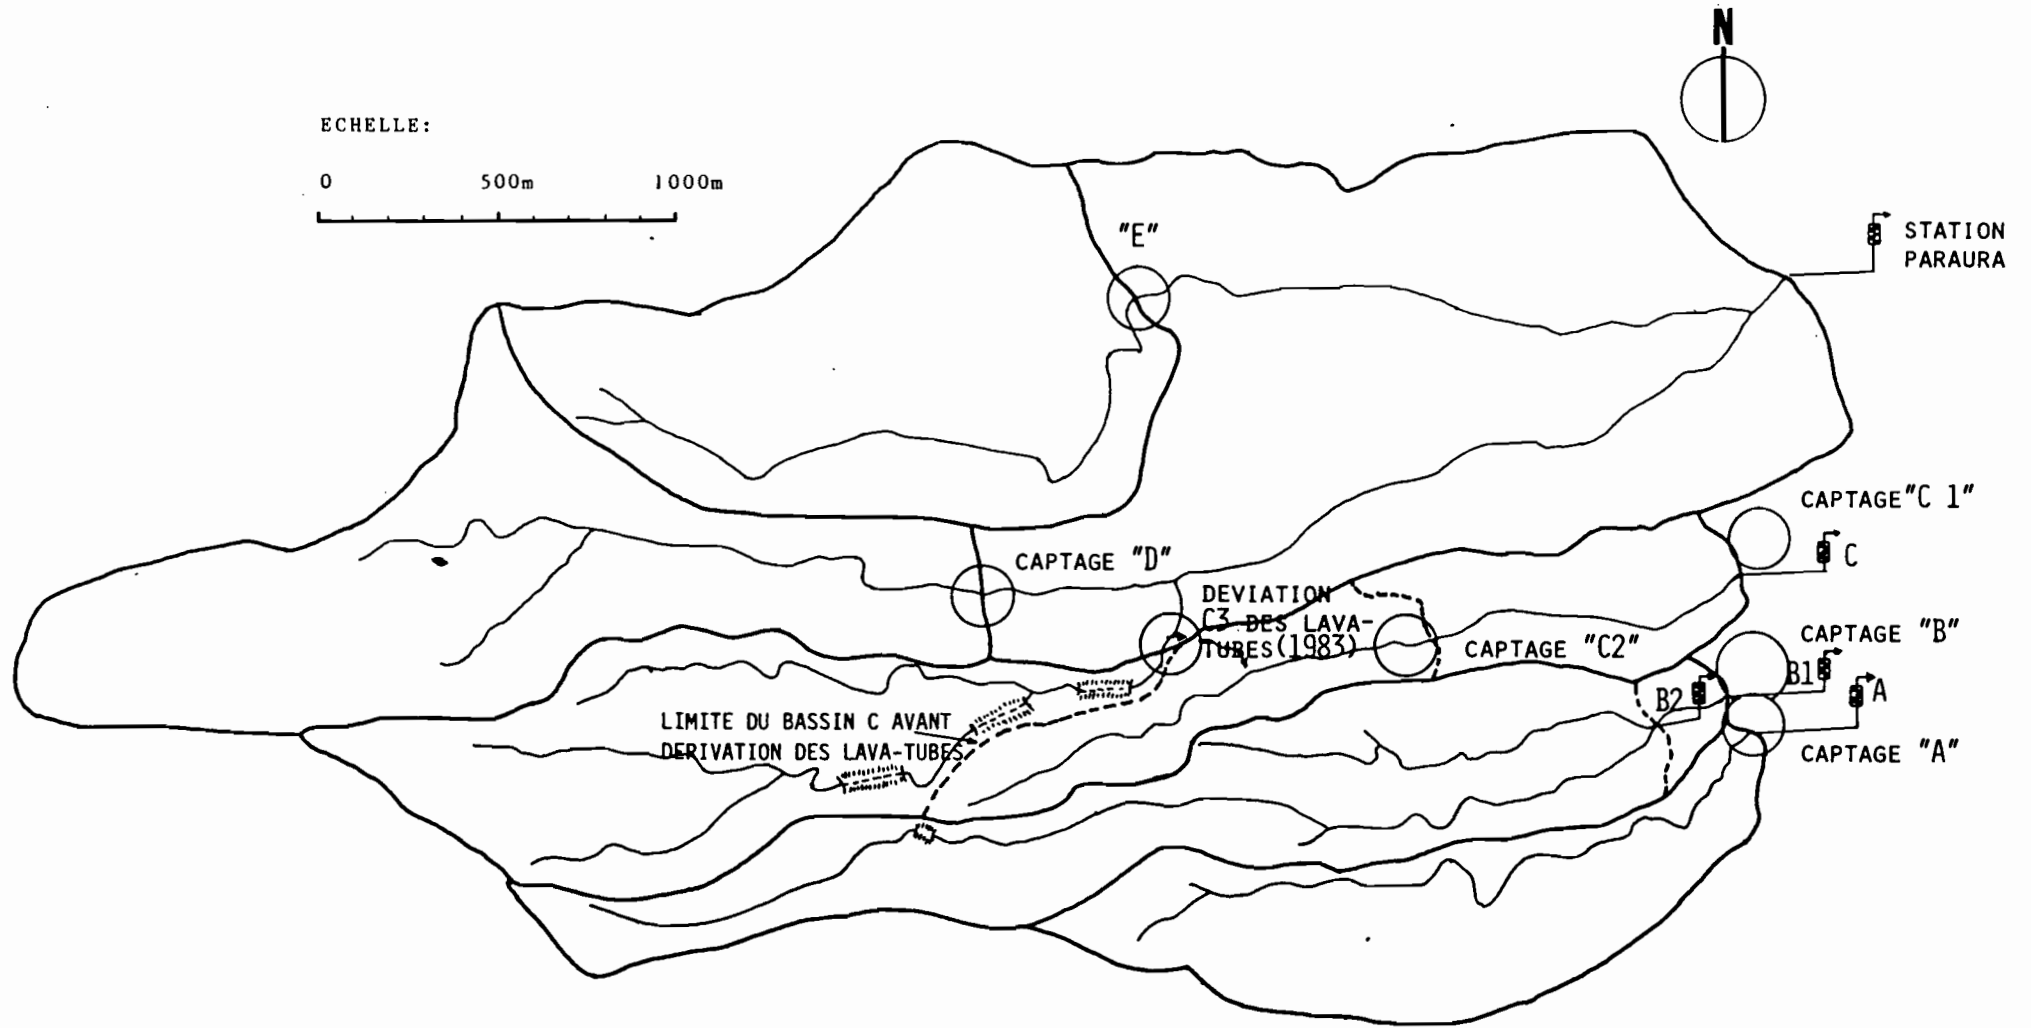 N
ECHELLE:
0 500m 1000m
"E"
STATION
PARAURA
CAPTAGE "C 1"
C
CAPTAGE "D"
DEVIATION
C3 DES LAVA-
TUBES (1983)
CAPTAGE "C2"
CAPTAGE "B"
B1
B2
A
CAPTAGE "A"
LIMITE DU BASSIN C AVANT
DERIVATION DES LAVA-TUBES